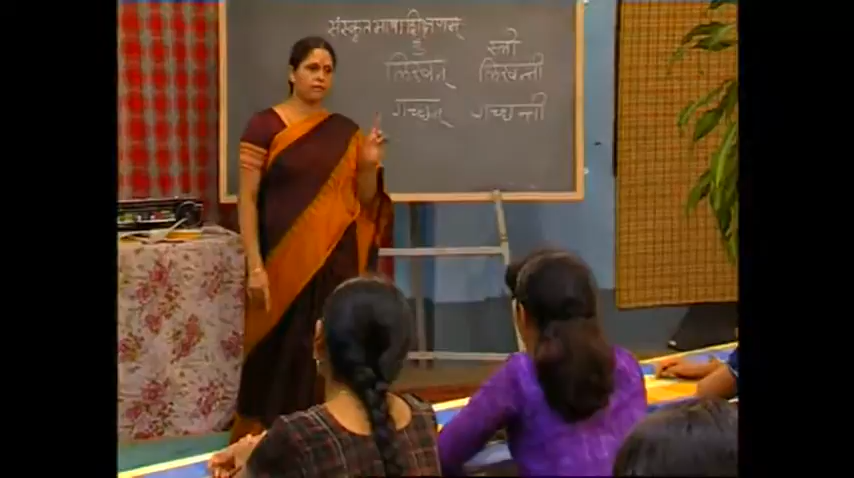 संस्कृतभाषाशिक्षणम्
पुं स्त्री
लिखन् लिखन्ती
गच्छन् गच्छन्ती